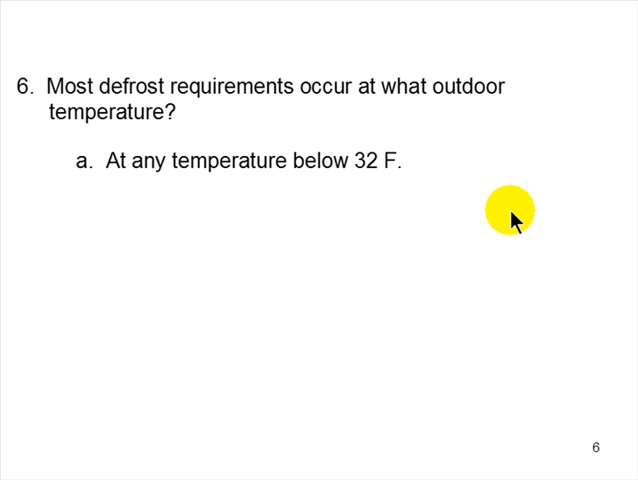 6. Most defrost requirements occur at what outdoor
temperature?
a. At any temperature below 32 F.
6